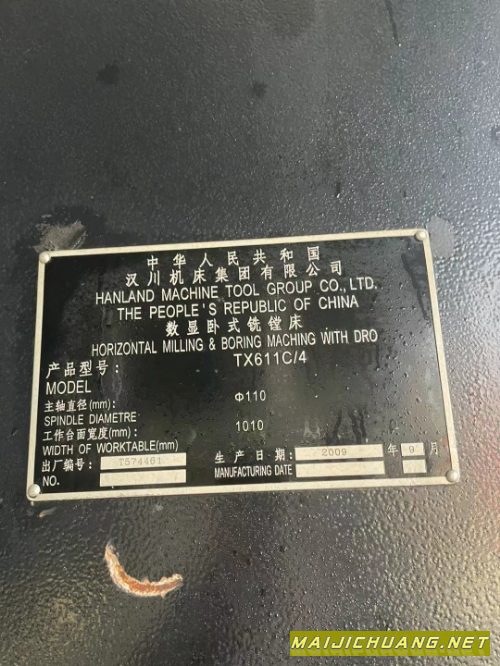 中华人民共和国
汉川机床集团有限公司
HANLAND MACHINE TOOL GROUP CO., LTD.
THE PEOPLE'S REPUBLIC OF CHINA
数显卧式铣镗床
HORIZONTAL MILLING & BORING MACHING WITH DRO
产品型号: TX611C/4
MODEL
主轴直径(mm): Φ110
SPINDLE DIAMETRE
工作台面宽度(mm): 1010
WIDTH OF WORKTABLE(mm)
出厂编号: T574461 生产日期: 2009 年 9 月
NO. MANUFACTURING DATE
MAIJICHUANG.NET